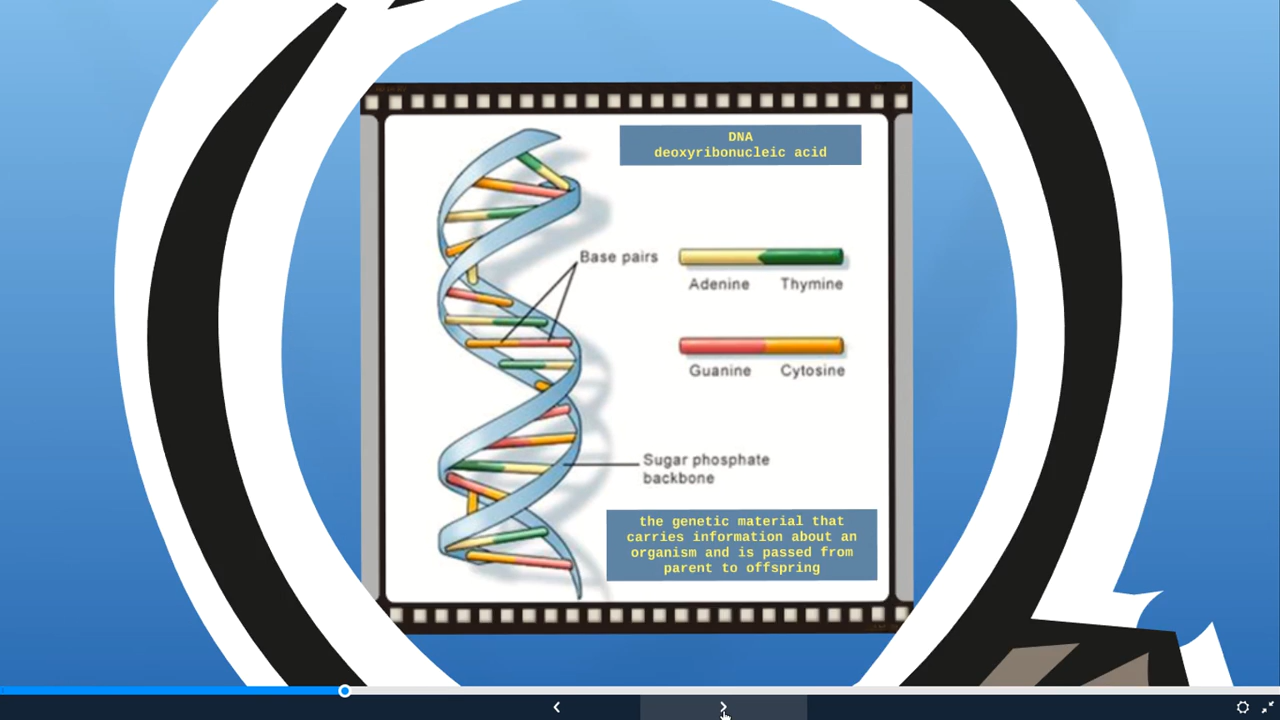 DNA
deoxyribonucleic acid
Base pairs
Adenine
Thymine
Guanine
Cytosine
Sugar phosphate
backbone
the genetic material that
carries information about an
organism and is passed from
parent to offspring